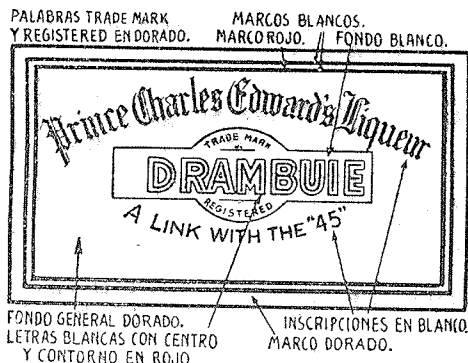 PALABRAS TRADE MARK
Y REGISTERED EN DORADO.
MARCOS BLANCOS.
MARCO ROJO. FONDO BLANCO.
Prince Charles Edward's Liqueur
TRADE MARK
DRAMBUIE
REGISTERED
A LINK WITH THE "45"
FONDO GENERAL DORADO.
LETRAS BLANCAS CON CENTRO
Y CONTORNO EN ROJO
INSCRIPCIONES EN BLANCO.
MARCO DORADO.